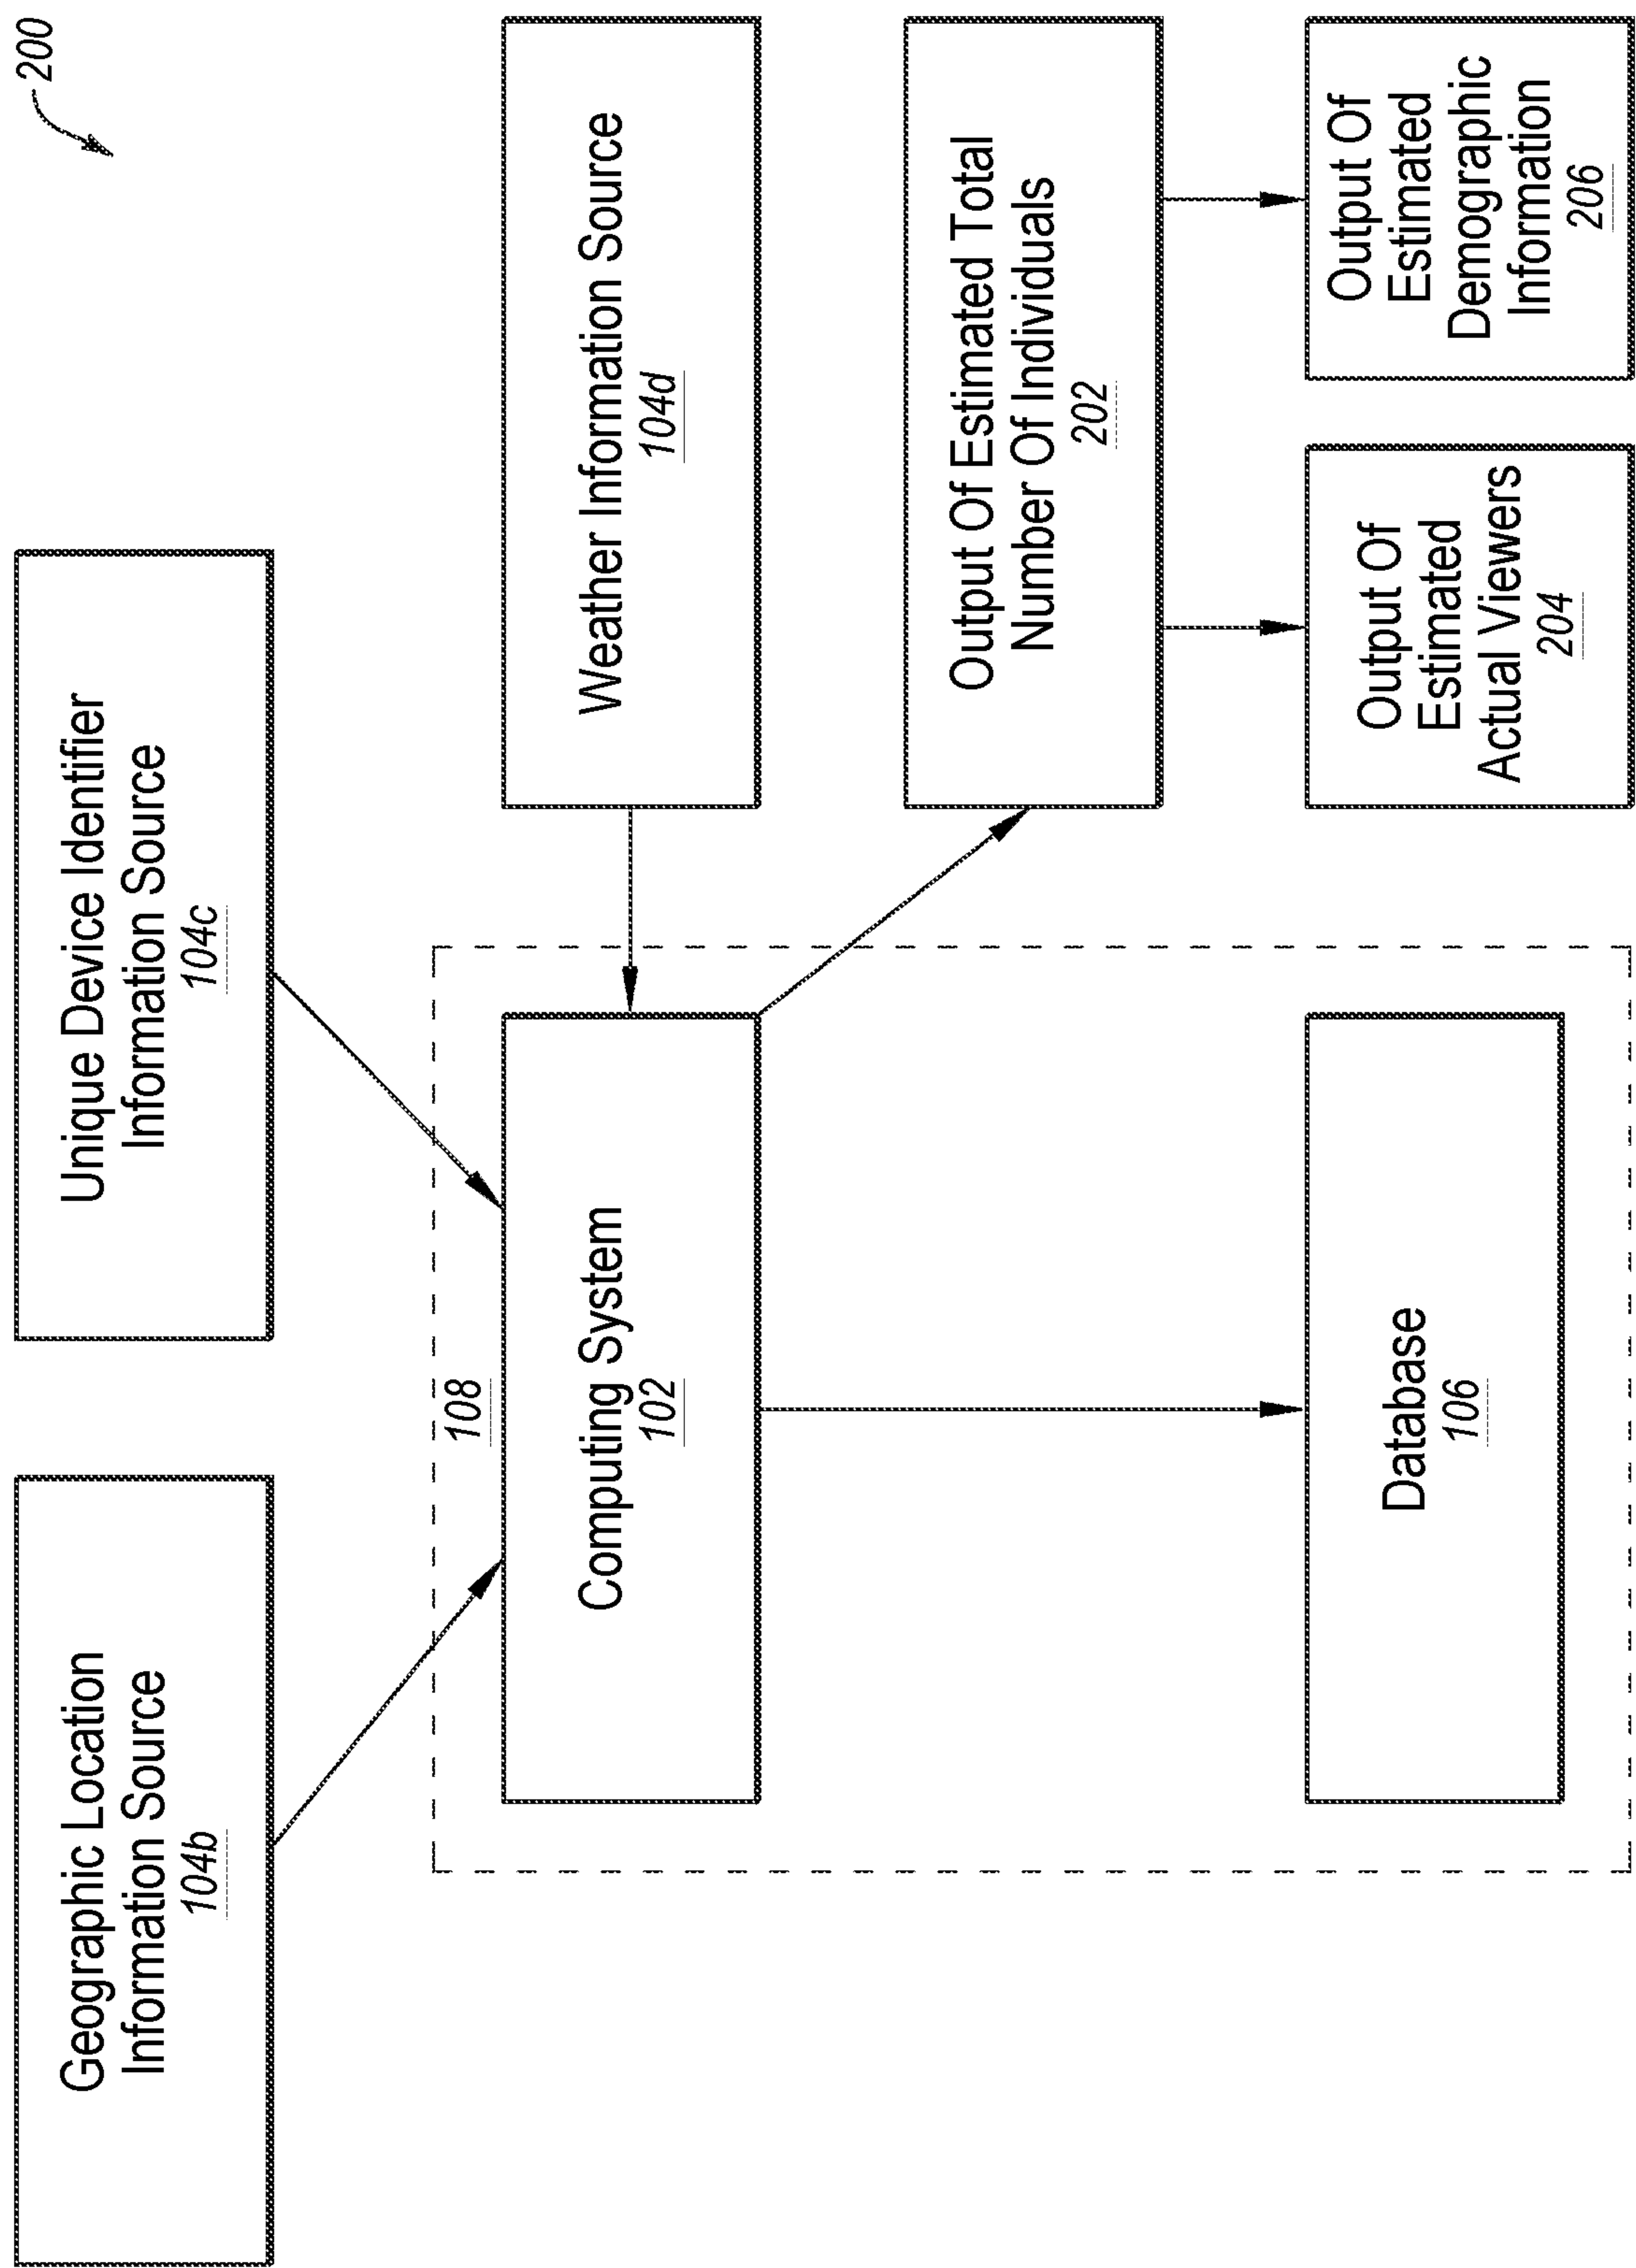 200
Geographic Location
Information Source
104b
Unique Device Identifier
Information Source
104c
108
Computing System
102
Weather Information Source
104d
Output Of Estimated Total
Number Of Individuals
202
Database
106
Output Of
Estimated
Actual Viewers
204
Output Of
Estimated
Demographic
Information
206